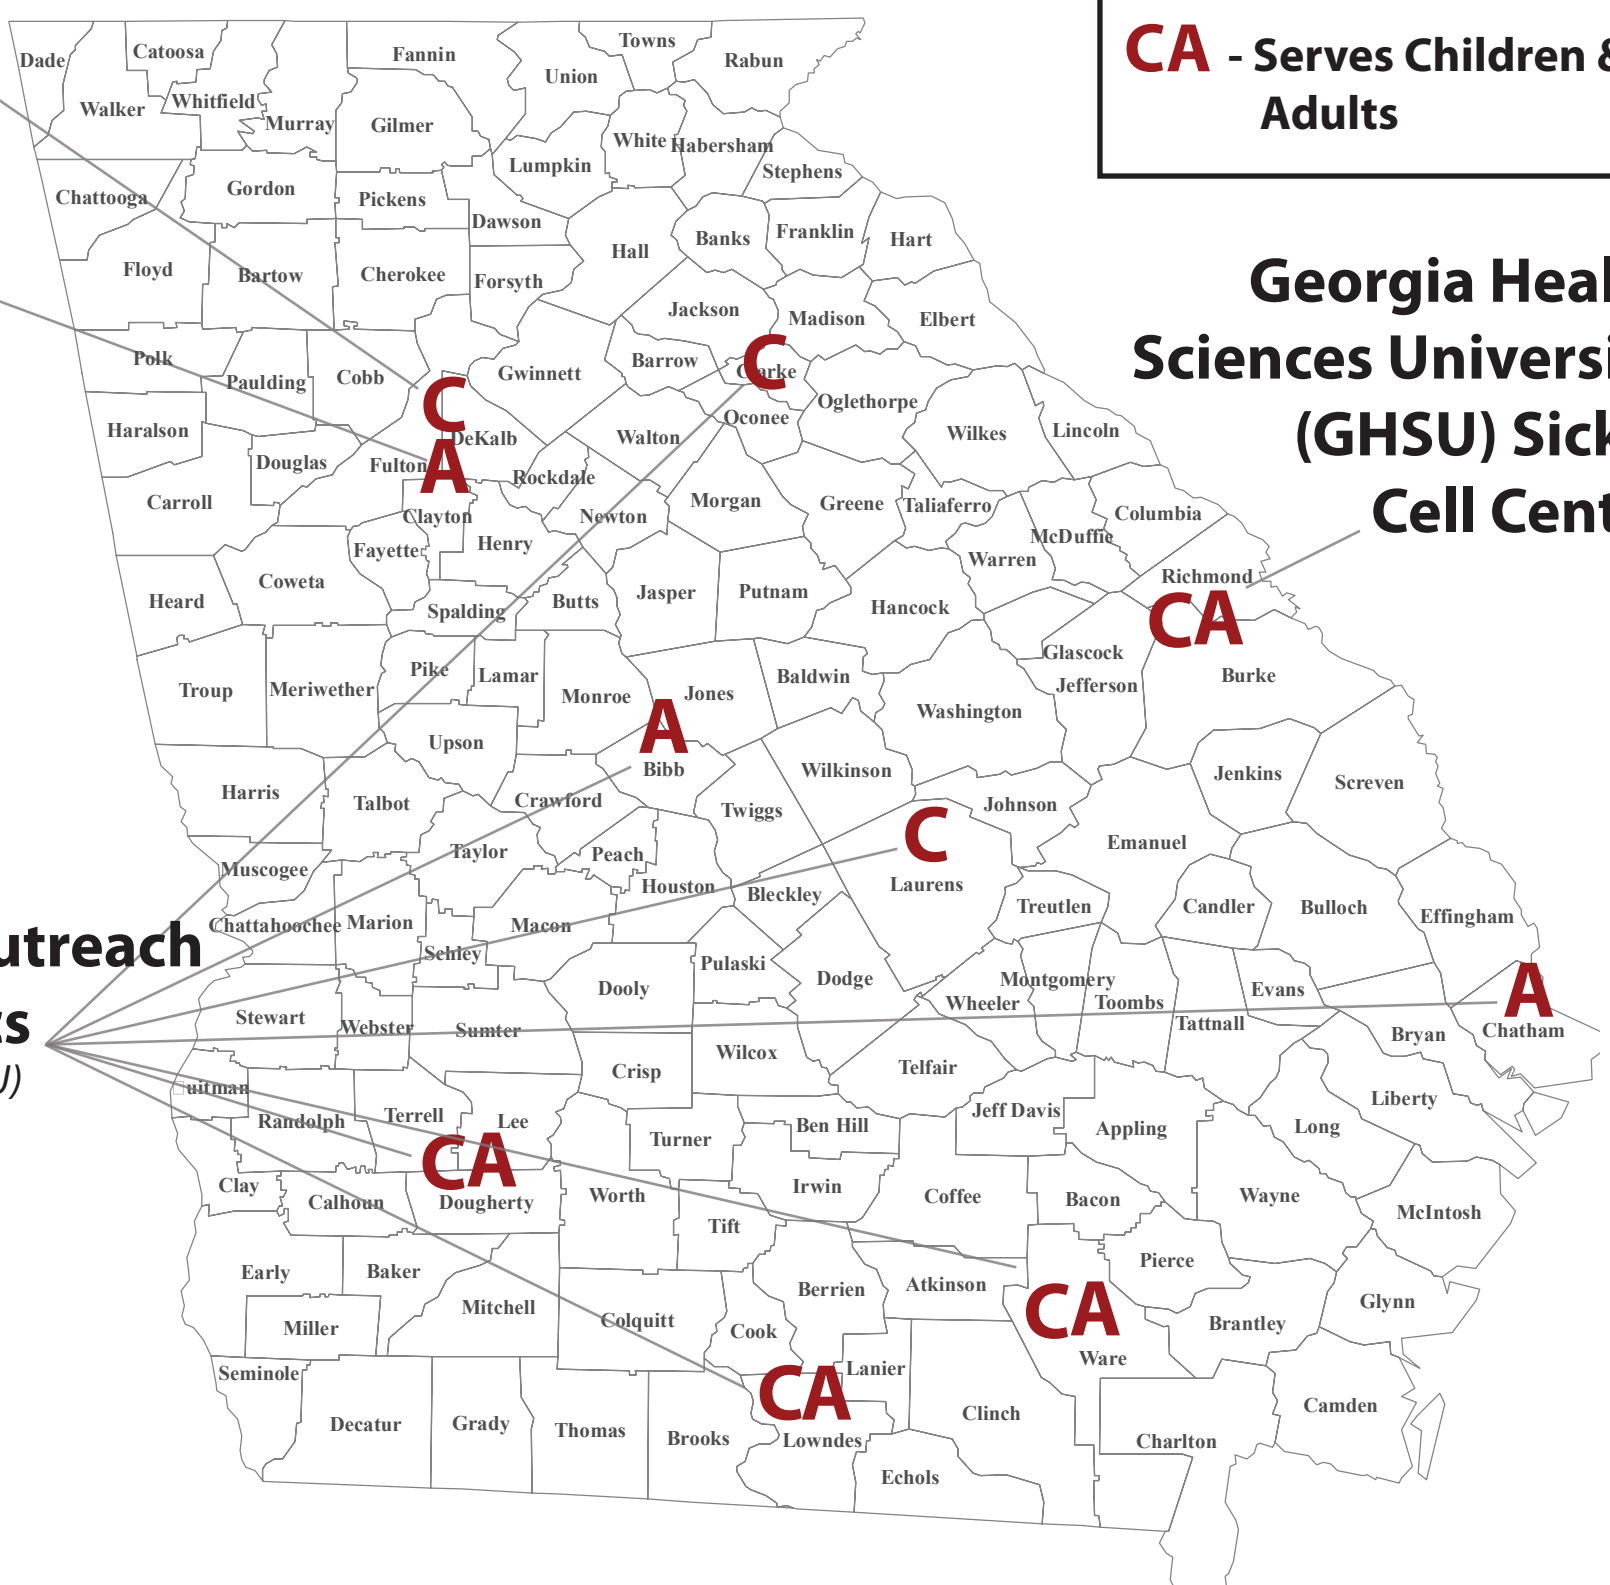 CA - Serves Children &
Adults
Georgia Heal
Sciences Universi
(GHSU) Sick
Cell Cent
utreach
cs
U)
Dade
Catoosa
Fannin
Towns
Union
Rabun
Walker
Whitfield
Murray
Gilmer
White
Habersham
Lumpkin
Stephens
Chattooga
Gordon
Pickens
Dawson
Hall
Banks
Franklin
Hart
Floyd
Bartow
Cherokee
Forsyth
Jackson
Madison
Elbert
Polk
Paulding
Cobb
Gwinnett
Barrow
C
Clarke
C
Oconee
Oglethorpe
Haralson
DeKalb
Walton
Wilkes
Lincoln
Douglas
Fulton
A
Rockdale
Carroll
Clayton
Newton
Morgan
Greene
Taliaferro
Columbia
McDuffie
Fayette
Henry
Warren
Richmond
Coweta
Heard
Spalding
Butts
Jasper
Putnam
Hancock
CA
Glascock
Troup
Meriwether
Pike
Lamar
Monroe
Jones
Baldwin
Jefferson
Burke
Washington
A
Upson
Bibb
Wilkinson
Jenkins
Screven
Harris
Talbot
Crawford
Twiggs
Johnson
C
Emanuel
Muscogee
Taylor
Peach
Houston
Bleckley
Laurens
Treutlen
Candler
Bulloch
Effingham
Chattahoochee
Marion
Macon
Schley
Pulaski
Dodge
Montgomery
Dooly
Wheeler
Toombs
Evans
A
Stewart
Webster
Sumter
Tattnall
Bryan
Chatham
Wilcox
Telfair
Crisp
uitman
Randolph
Terrell
Lee
Turner
Ben Hill
Jeff Davis
Appling
Long
Liberty
CA
Clay
Calhoun
Dougherty
Worth
Irwin
Coffee
Bacon
Wayne
McIntosh
Tift
Early
Baker
Mitchell
Berrien
Atkinson
Pierce
Glynn
Miller
Colquitt
Cook
CA
Brantley
Ware
Seminole
Lanier
CA
Decatur
Grady
Thomas
Brooks
Lowndes
Clinch
Charlton
Camden
Echols